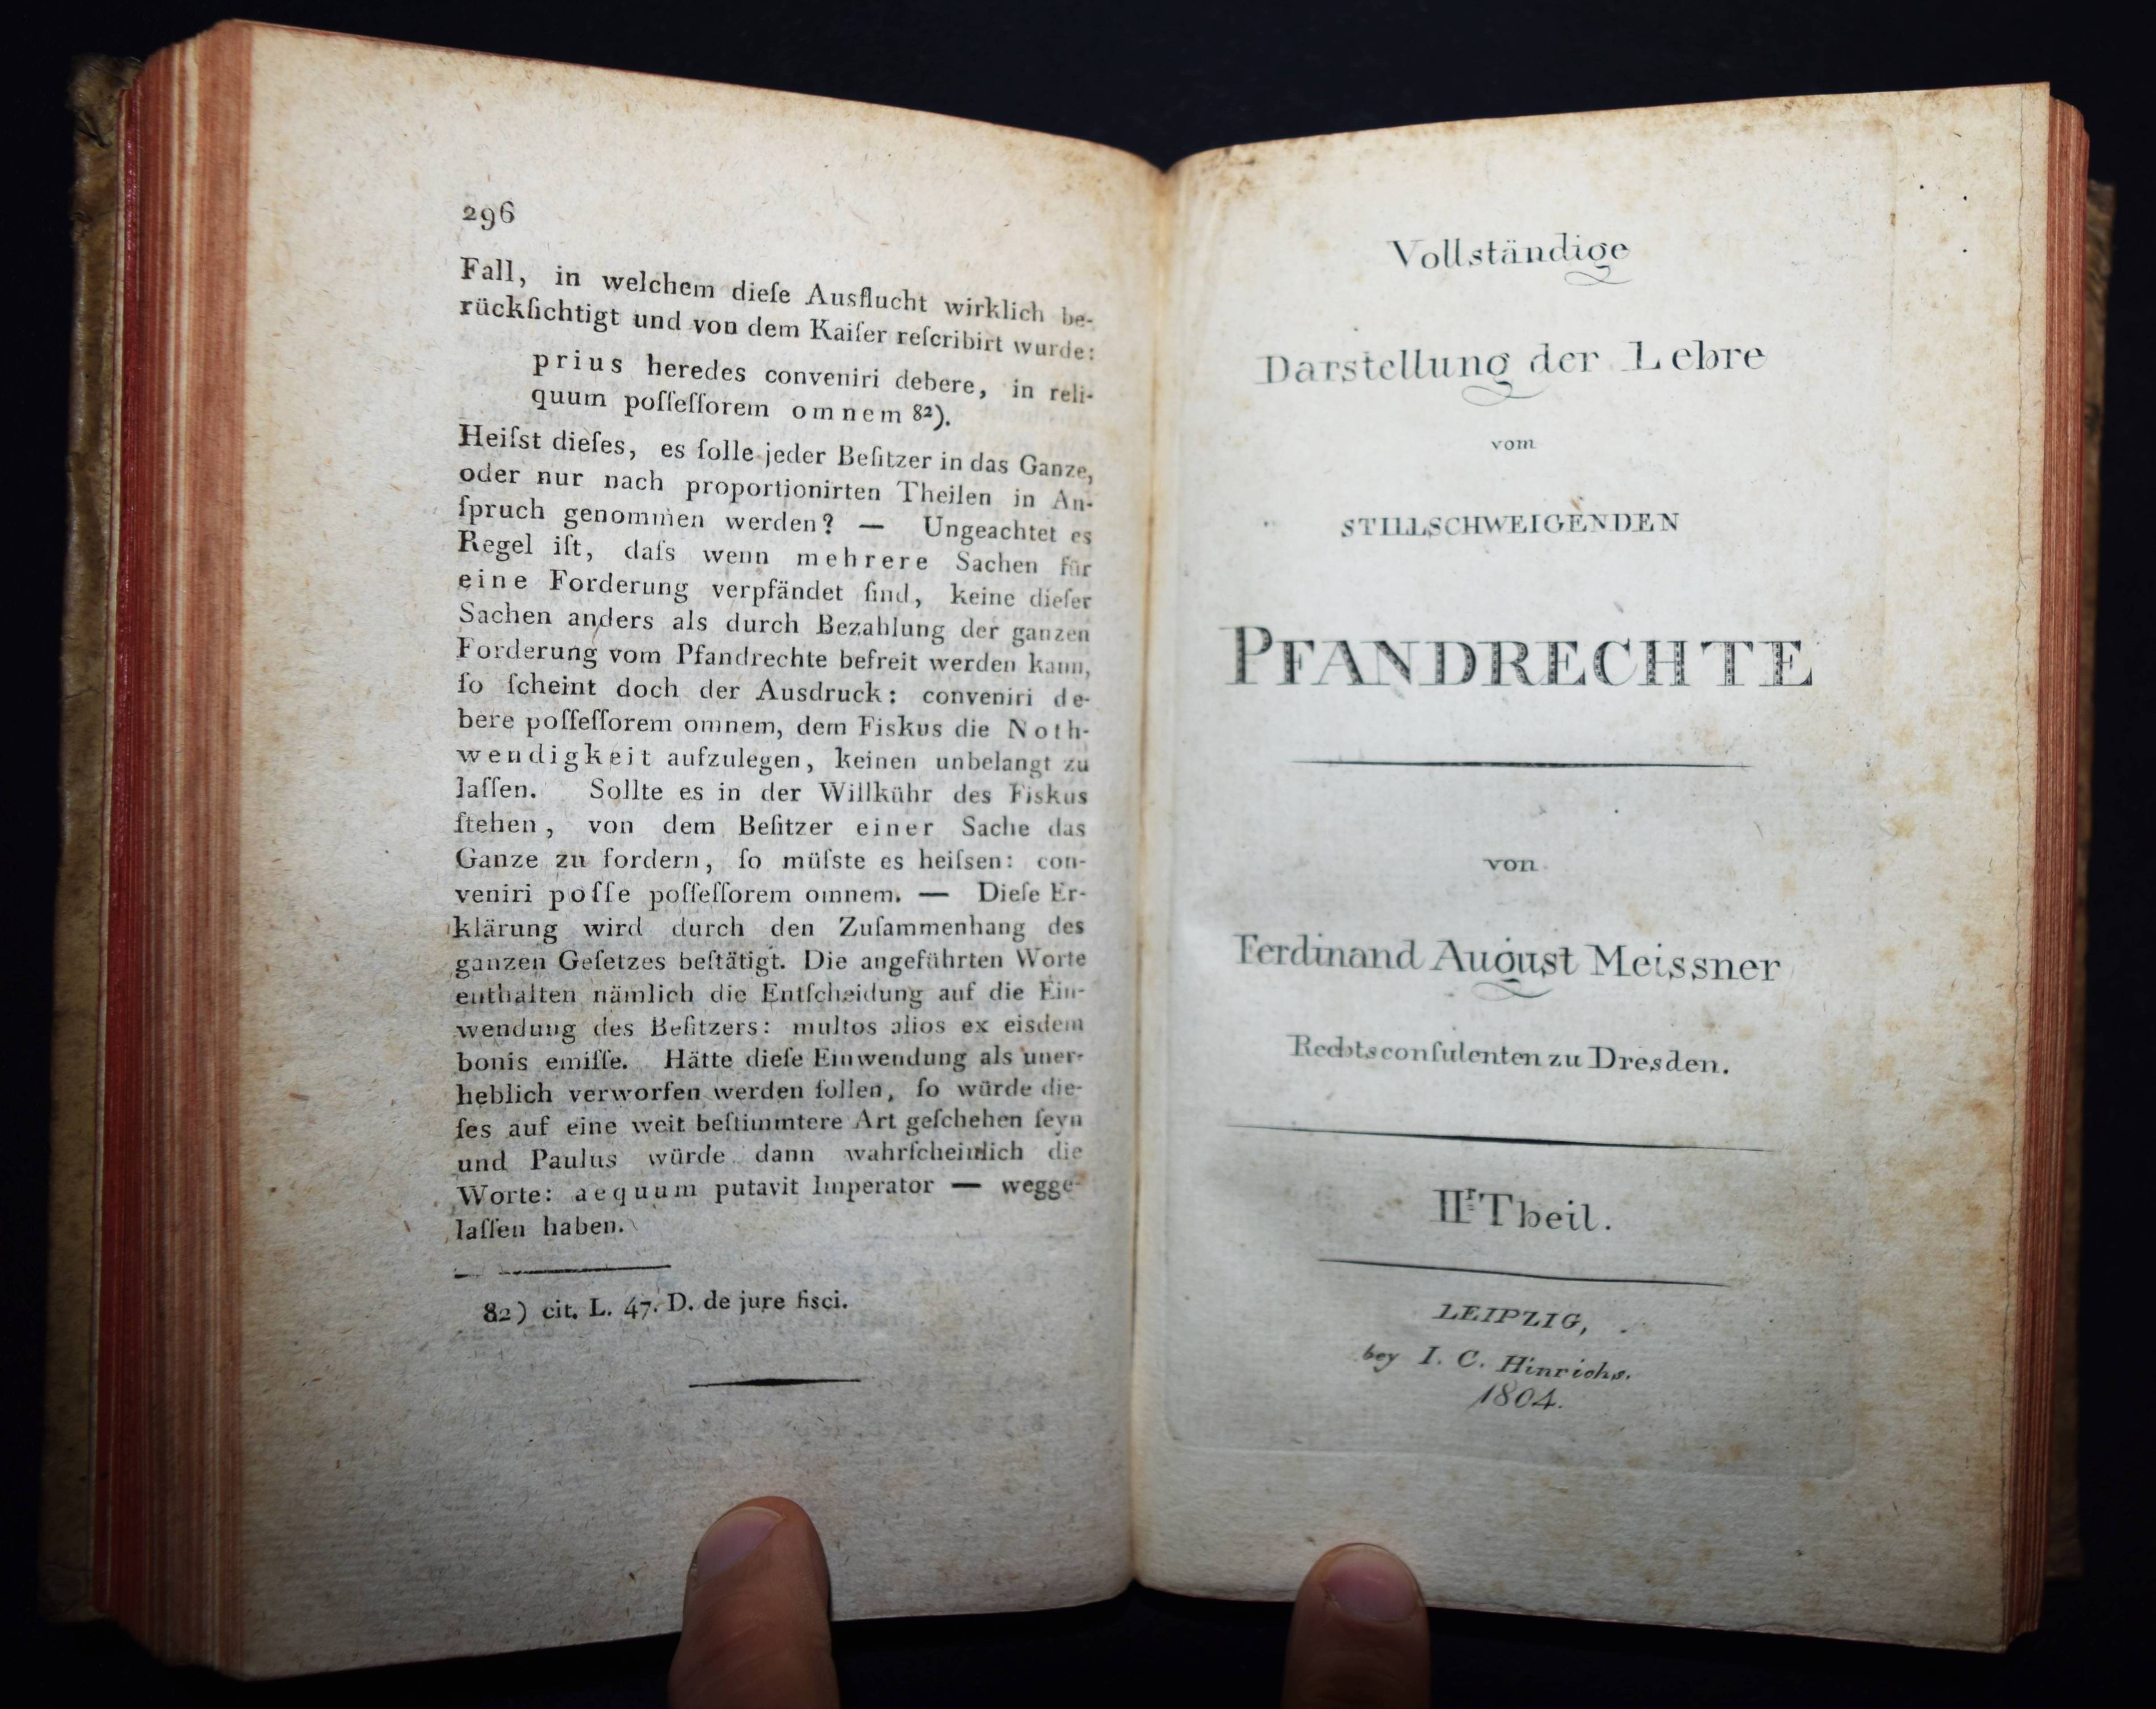 296
Fall, in welchem dieſe Ausflucht wirklich be-
rückſichtigt und von dem Kaiſer reſcribirt wurde:
prius heredes conveniri debere, in reli-
quum poſſeſſorem omnem 82).
Heiſst dieſes, es ſolle jeder Beſitzer in das Ganze,
oder nur nach proportionirten Theilen in An-
ſpruch genommen werden? — Ungeachtet es
Regel iſt, daſs wenn mehrere Sachen für
eine Forderung verpfändet ſind, keine dieſer
Sachen anders als durch Bezahlung der ganzen
Forderung vom Pfandrechte befreit werden kann,
ſo ſcheint doch der Ausdruck: conveniri de-
bere poſſeſſorem omnem, dem Fiskus die Noth-
wendigkeit aufzulegen, keinen unbelangt zu
laſſen. Sollte es in der Willkühr des Fiskus
ſtehen, von dem Beſitzer einer Sache das
Ganze zu fordern, ſo müſste es heiſsen: con-
veniri poſſe poſſeſſorem omnem. — Dieſe Er-
klärung wird durch den Zuſammenhang des
ganzen Geſetzes beſtätigt. Die angeführten Worte
enthalten nämlich die Entſcheidung auf die Ein-
wendung des Beſitzers: multos alios ex eisdem
bonis emiſſe. Hätte dieſe Einwendung als uner-
heblich verworfen werden ſollen, ſo würde die-
ſes auf eine weit beſtimmtere Art geſchehen ſeyn
und Paulus würde dann wahrſcheinlich die
Worte: aequum putavit Imperator — wegge-
laſſen haben.
82) cit. L. 47. D. de jure fisci.
Vollständige
Darstellung der Lehre
vom
STILLSCHWEIGENDEN
PFANDRECHTE
von
Ferdinand August Meissner
Rechtsconſulenten zu Dresden.
IIr Theil.
LEIPZIG,
bey I. C. Hinrichs.
1804.